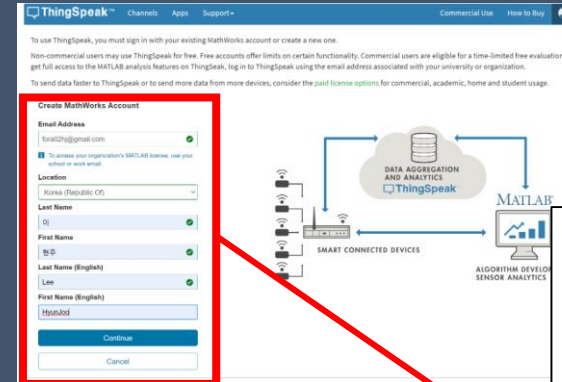 ThingSpeak™ Channels Apps Support Commercial Use How to Buy
To use ThingSpeak, you must sign in with your existing MathWorks account or create a new one.
Non-commercial users may use ThingSpeak for free. Free accounts offer limits on certain functionality. Commercial users are eligible for a time-limited free evaluation
get full access to the MATLAB analysis features on ThingSpeak, log in to ThingSpeak using the email address associated with your university or organization.
To send data faster to ThingSpeak or to send more data from more devices, consider the paid license options for commercial, academic, home and student usage.
Create MathWorks Account
Email Address
fora02hj@gmail.com
To access your organization's MATLAB license, use your
school or work email.
Location
Korea (Republic Of)
Last Name
이
First Name
현주
Last Name (English)
Lee
First Name (English)
HyunJoo
Continue
Cancel
DATA AGGREGATION
AND ANALYTICS
ThingSpeak
SMART CONNECTED DEVICES
MATLAB
ALGORITHM DEVELO
SENSOR ANALYTICS